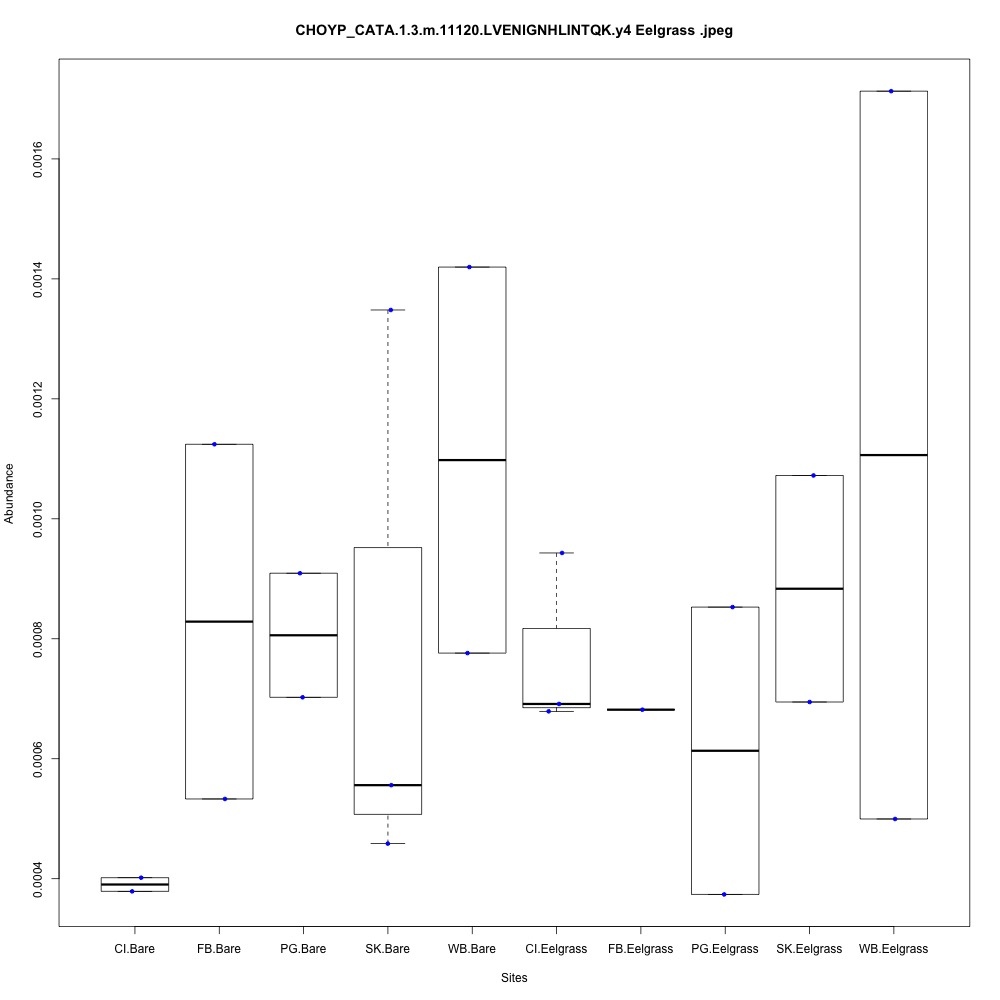 CHOYP_CATA.1.3.m.11120.LVENIGNHLINTQK.y4 Eelgrass .jpeg
Abundance
0.0016
0.0014
0.0012
0.0010
0.0008
0.0006
0.0004
CI.Bare FB.Bare PG.Bare SK.Bare WB.Bare CI.Eelgrass FB.Eelgrass PG.Eelgrass SK.Eelgrass WB.Eelgrass
Sites